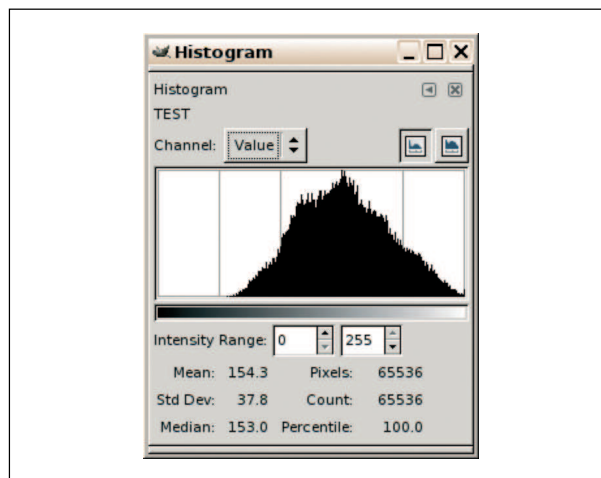 Histogram
Histogram
TEST
Channel: Value
Intensity Range: 0 255
Mean: 154.3 Pixels: 65536
Std Dev: 37.8 Count: 65536
Median: 153.0 Percentile: 100.0